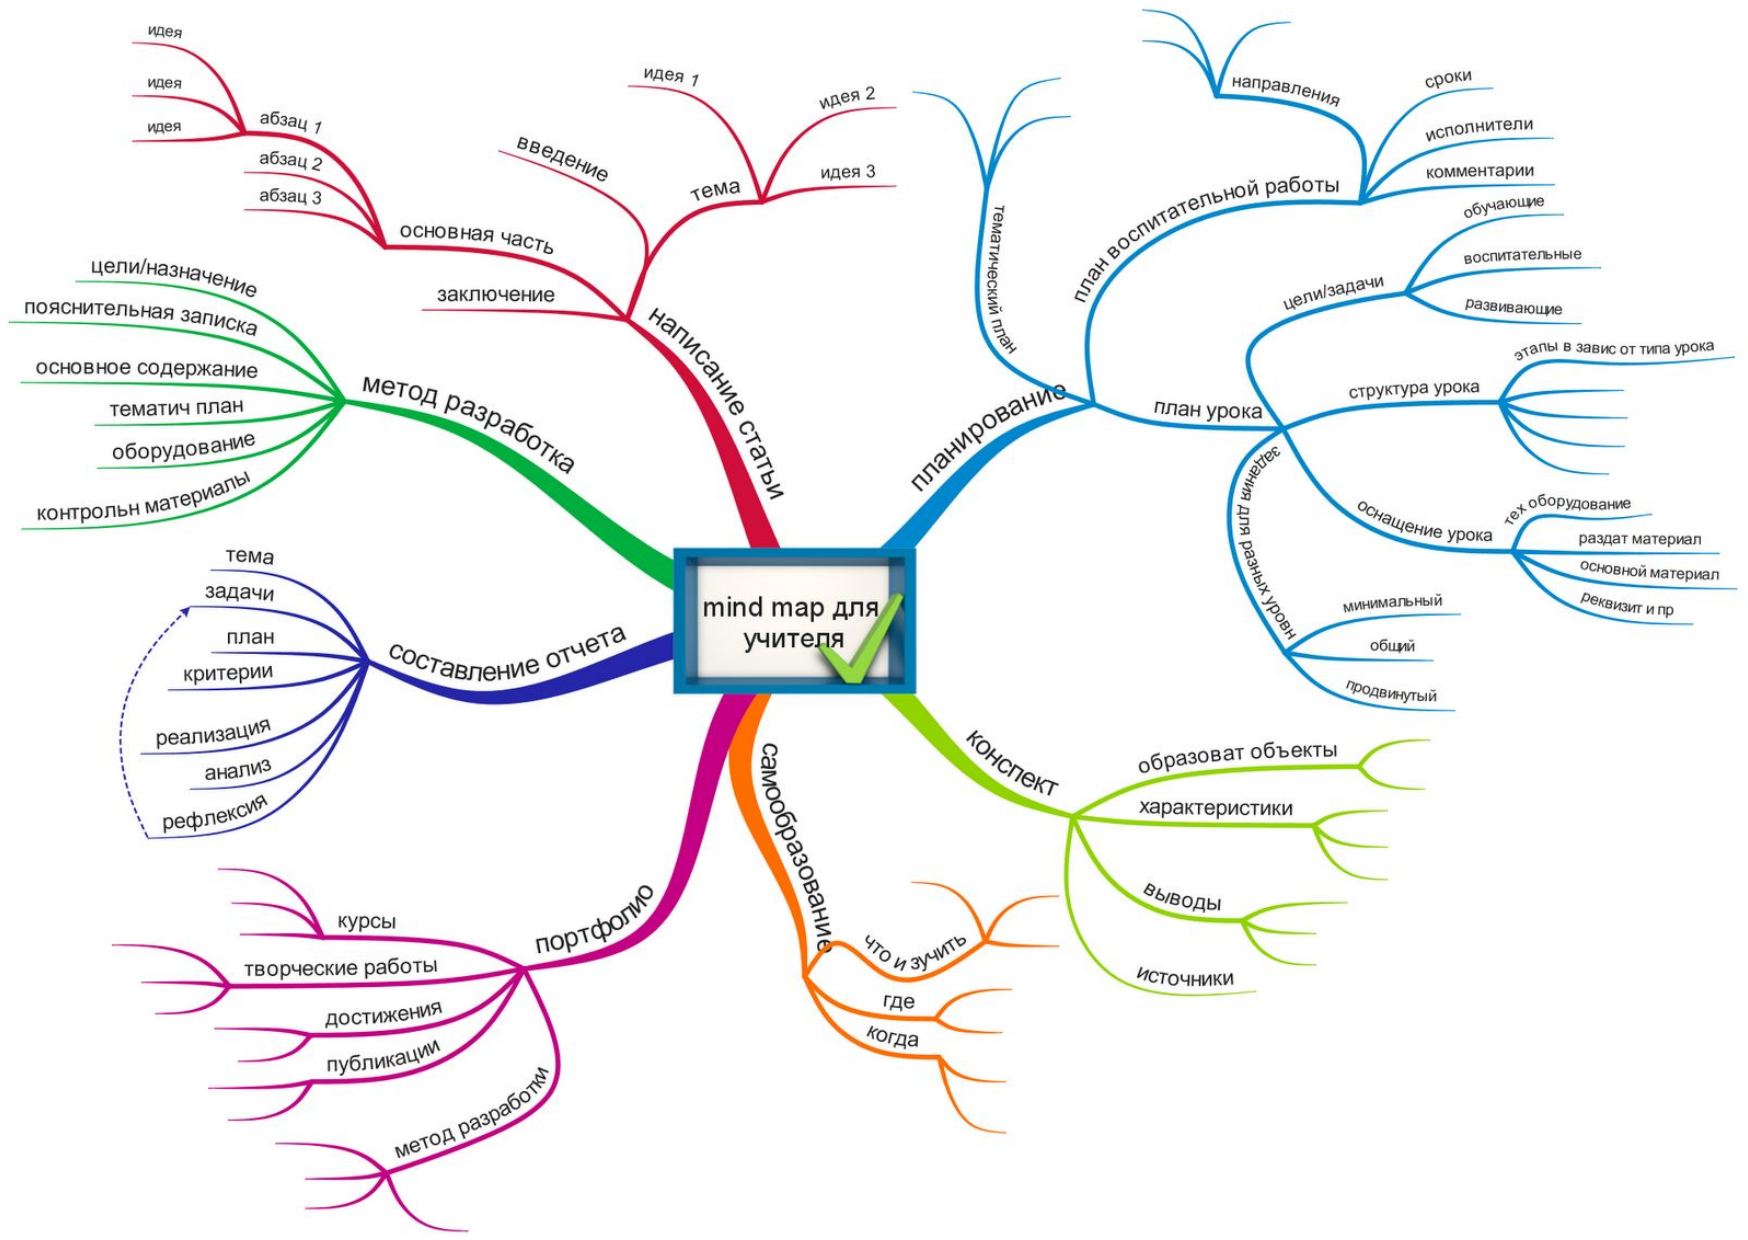 mind map для
учителя
написание статьи
основная часть
абзац 1
идея
идея
идея
абзац 2
абзац 3
введение
тема
идея 1
идея 2
идея 3
заключение
метод разработка
цели/назначение
пояснительная записка
основное содержание
тематич план
оборудование
контрольн материалы
составление отчета
тема
задачи
план
критерии
реализация
анализ
рефлексия
портфолио
курсы
творческие работы
достижения
публикации
метод разработки
самообразование
что и зучить
где
когда
конспект
образоват объекты
характеристики
выводы
источники
планирование
тематический план
план воспитательной работы
направления
сроки
исполнители
комментарии
план урока
цели/задачи
обучающие
воспитательные
развивающие
структура урока
этапы в завис от типа урока
оснащение урока
тех оборудование
раздат материал
основной материал
реквизит и пр
задания для разных уровн
минимальный
общий
продвинутый